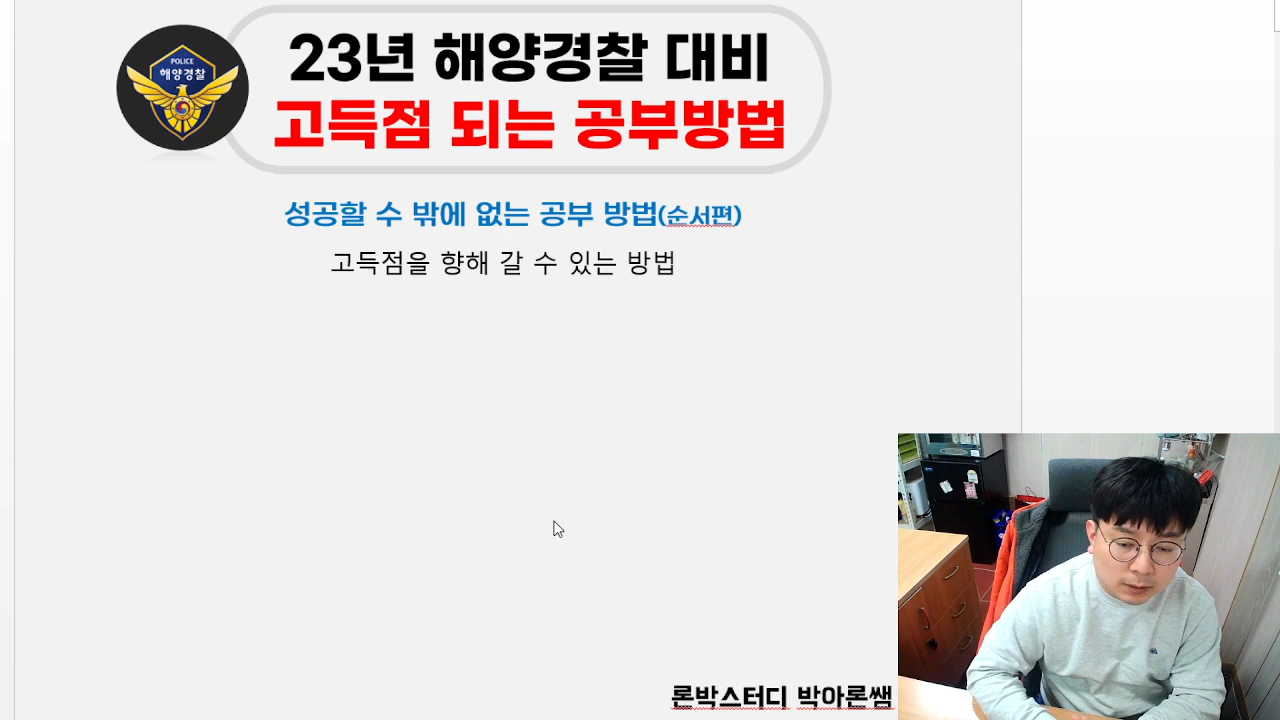 POLICE
해양경찰
23년 해양경찰 대비
고득점 되는 공부방법
성공할 수 밖에 없는 공부 방법(순서편)
고득점을 향해 갈 수 있는 방법
론박스터디 박아론쌤